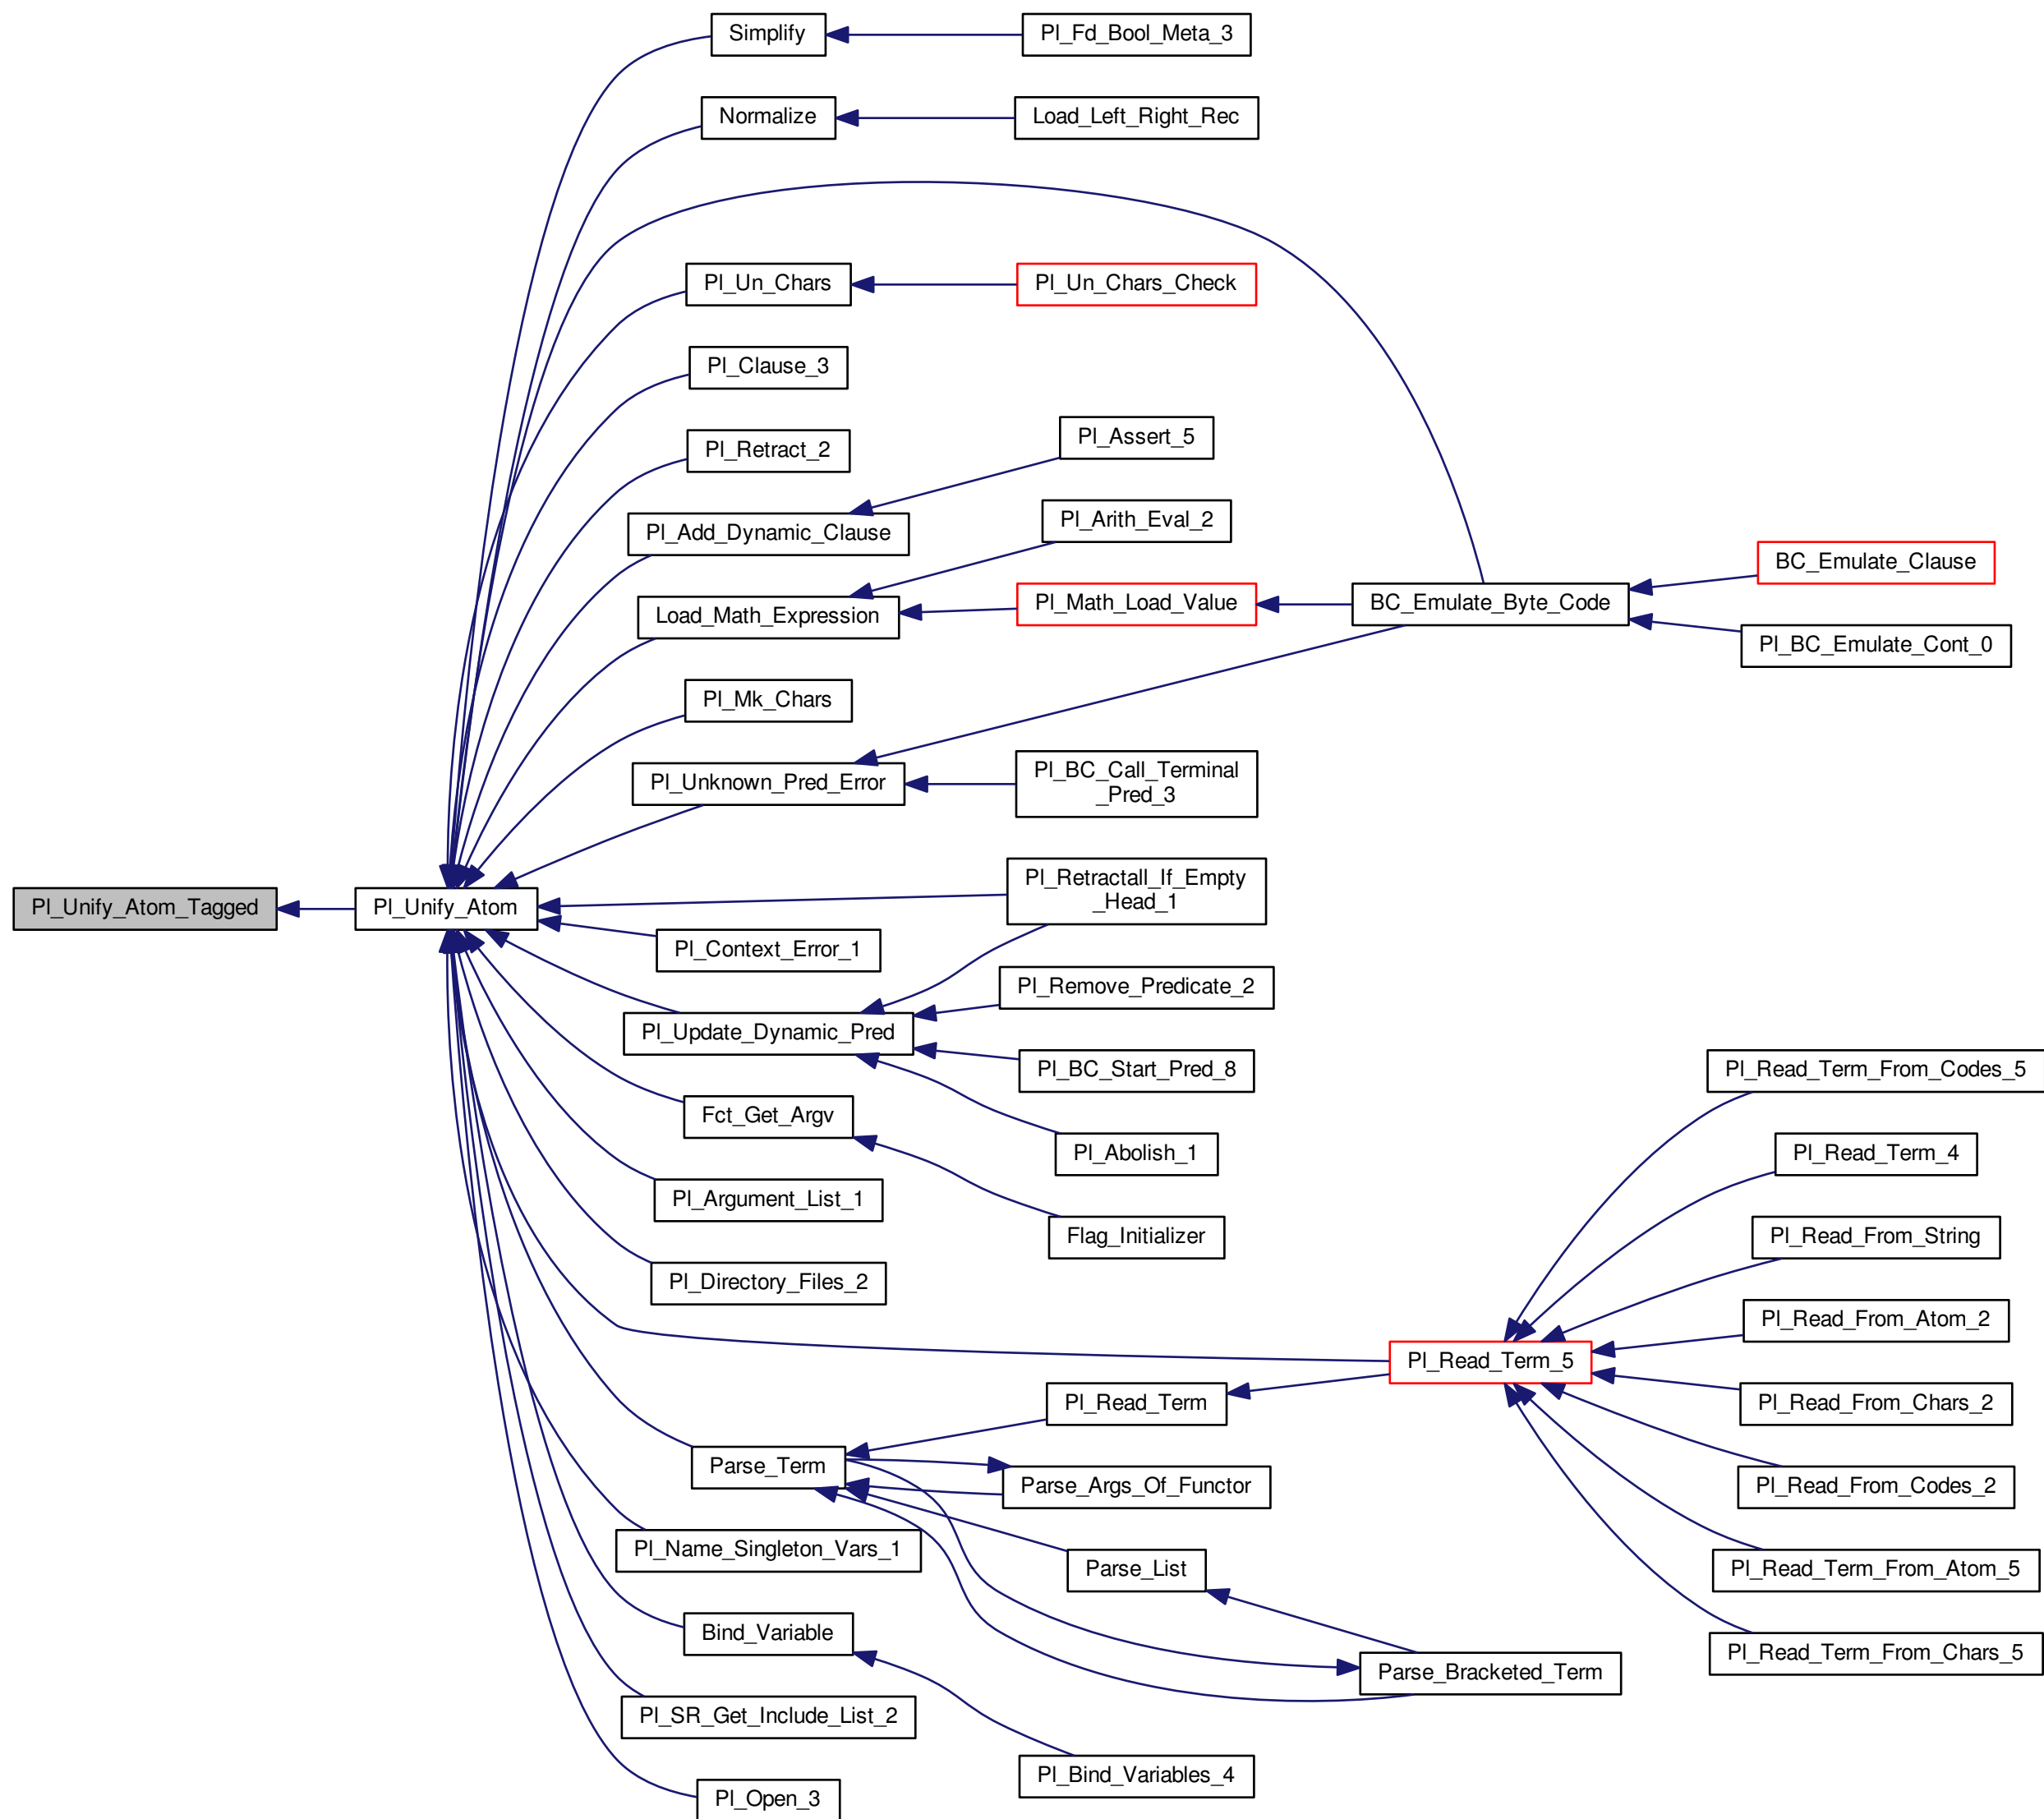 Simplify
Pl_Fd_Bool_Meta_3
Normalize
Load_Left_Right_Rec
Pl_Un_Chars
Pl_Un_Chars_Check
Pl_Clause_3
Pl_Retract_2
Pl_Assert_5
Pl_Add_Dynamic_Clause
Pl_Arith_Eval_2
Load_Math_Expression
Pl_Math_Load_Value
BC_Emulate_Byte_Code
BC_Emulate_Clause
Pl_BC_Emulate_Cont_0
Pl_Mk_Chars
Pl_Unknown_Pred_Error
Pl_BC_Call_Terminal
_Pred_3
Pl_Unify_Atom_Tagged
Pl_Unify_Atom
Pl_Retractall_If_Empty
_Head_1
Pl_Context_Error_1
Pl_Remove_Predicate_2
Pl_Update_Dynamic_Pred
Pl_BC_Start_Pred_8
Fct_Get_Argv
Pl_Abolish_1
Pl_Argument_List_1
Flag_Initializer
Pl_Directory_Files_2
Pl_Read_Term_From_Codes_5
Pl_Read_Term_4
Pl_Read_From_String
Pl_Read_From_Atom_2
Pl_Read_Term_5
Pl_Read_Term
Pl_Read_From_Chars_2
Parse_Term
Parse_Args_Of_Functor
Pl_Read_From_Codes_2
Pl_Name_Singleton_Vars_1
Parse_List
Pl_Read_Term_From_Atom_5
Bind_Variable
Parse_Bracketed_Term
Pl_Read_Term_From_Chars_5
Pl_SR_Get_Include_List_2
Pl_Bind_Variables_4
Pl_Open_3